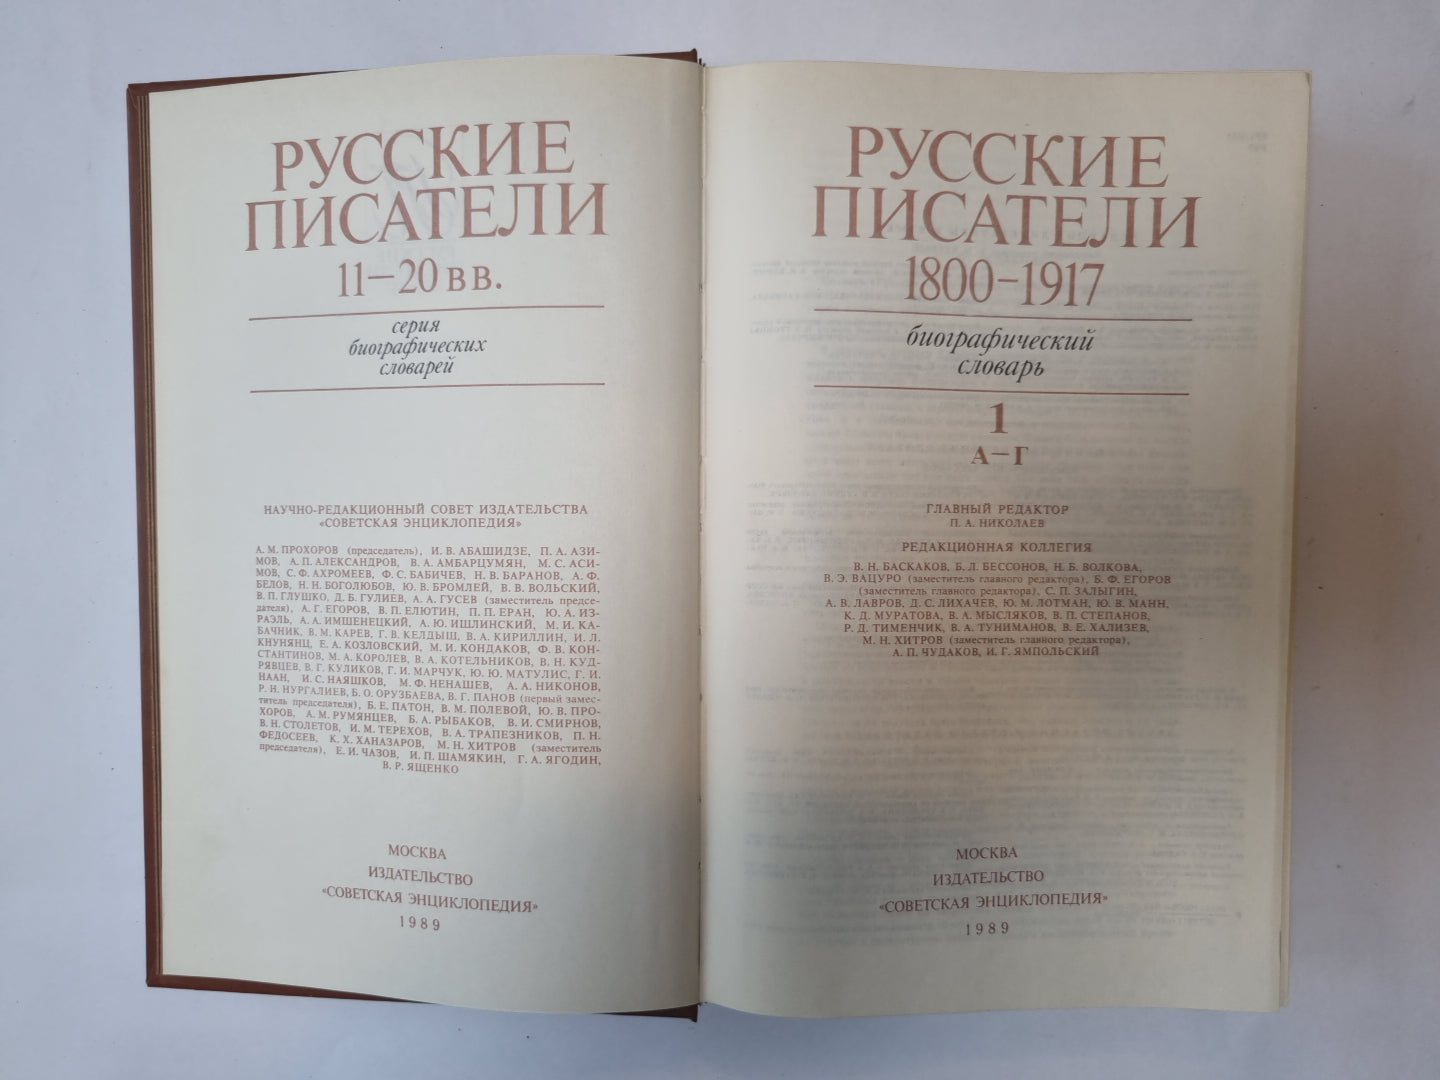 РУССКИЕ
ПИСАТЕЛИ
11—20 в в.
серия
биографических
словарей
НАУЧНО-РЕДАКЦИОННЫЙ СОВЕТ ИЗДАТЕЛЬСТВА
«СОВЕТСКАЯ ЭНЦИКЛОПЕДИЯ»
А. М. ПРОХОРОВ (председатель), И. В. АБАШИДЗЕ, П. А. АЗИ-
МОВ, А. П. АЛЕКСАНДРОВ, В. А. АМБАРЦУМЯН, М. С. АСИ-
МОВ, С. Ф. АХРОМЕЕВ, Ф. С. БАБИЧЕВ, Н. В. БАРАНОВ, А. Ф.
БЕЛОВ, Н. Н. БОГОЛЮБОВ, Ю. В. БРОМЛЕЙ, В. В. ВОЛЬСКИЙ,
В. П. ГЛУШКО, Д. Б. ГУЛИЕВ, А. А. ГУСЕВ (заместитель предсе-
дателя), А. Г. ЕГОРОВ, В. П. ЕЛЮТИН, П. П. ЕРАН, Ю. А. ИЗ-
РАЭЛЬ, А. А. ИМШЕНЕЦКИЙ, А. Ю. ИШЛИНСКИЙ, М. И. КА-
БАЧНИК, В. М. КАРЕВ, Г. В. КЕЛДЫШ, В. А. КИРИЛЛИН, И. Л.
КНУНЯНЦ, Е. А. КОЗЛОВСКИЙ, М. И. КОНДАКОВ, Ф. В. КОН-
СТАНТИНОВ, М. А. КОРОЛЕВ, В. А. КОТЕЛЬНИКОВ, В. Н. КУД-
РЯВЦЕВ, В. Г. КУЛИКОВ, Г. И. МАРЧУК, Ю. Ю. МАТУЛИС, Г. И.
НААН, И. С. НАЯШКОВ, М. Ф. НЕНАШЕВ, А. А. НИКОНОВ,
Р. Н. НУРГАЛИЕВ, Б. О. ОРУЗБАЕВА, В. Г. ПАНОВ (первый замес-
титель председателя), Б. Е. ПАТОН, В. М. ПОЛЕВОЙ, Ю. В. ПРО-
ХОРОВ, А. М. РУМЯНЦЕВ, Б. А. РЫБАКОВ, В. И. СМИРНОВ,
В. Н. СТОЛЕТОВ, И. М. ТЕРЕХОВ, В. А. ТРАПЕЗНИКОВ, П. Н.
ФЕДОСЕЕВ, К. Х. ХАНАЗАРОВ, М. Н. ХИТРОВ (заместитель
председателя), Е. И. ЧАЗОВ, И. П. ШАМЯКИН, Г. А. ЯГОДИН,
В. Р. ЯЩЕНКО
МОСКВА
ИЗДАТЕЛЬСТВО
«СОВЕТСКАЯ ЭНЦИКЛОПЕДИЯ»
1989
РУССКИЕ
ПИСАТЕЛИ
1800—1917
биографический
словарь
1
А—Г
ГЛАВНЫЙ РЕДАКТОР
П. А. НИКОЛАЕВ
РЕДАКЦИОННАЯ КОЛЛЕГИЯ
В. Н. БАСКАКОВ, Б. Л. БЕССОНОВ, Н. Б. ВОЛКОВА,
В. Э. ВАЦУРО (заместитель главного редактора), Б. Ф. ЕГОРОВ
(заместитель главного редактора), С. П. ЗАЛЫГИН,
А. В. ЛАВРОВ, Д. С. ЛИХАЧЕВ, Ю. М. ЛОТМАН, Ю. В. МАНН,
К. Д. МУРАТОВА, В. А. МЫСЛЯКОВ, В. П. СТЕПАНОВ,
Р. Д. ТИМЕНЧИК, В. А. ТУНИМАНОВ, В. Е. ХАЛИЗЕВ,
М. Н. ХИТРОВ (заместитель главного редактора),
А. П. ЧУДАКОВ, И. Г. ЯМПОЛЬСКИЙ
МОСКВА
ИЗДАТЕЛЬСТВО
«СОВЕТСКАЯ ЭНЦИКЛОПЕДИЯ»
1989